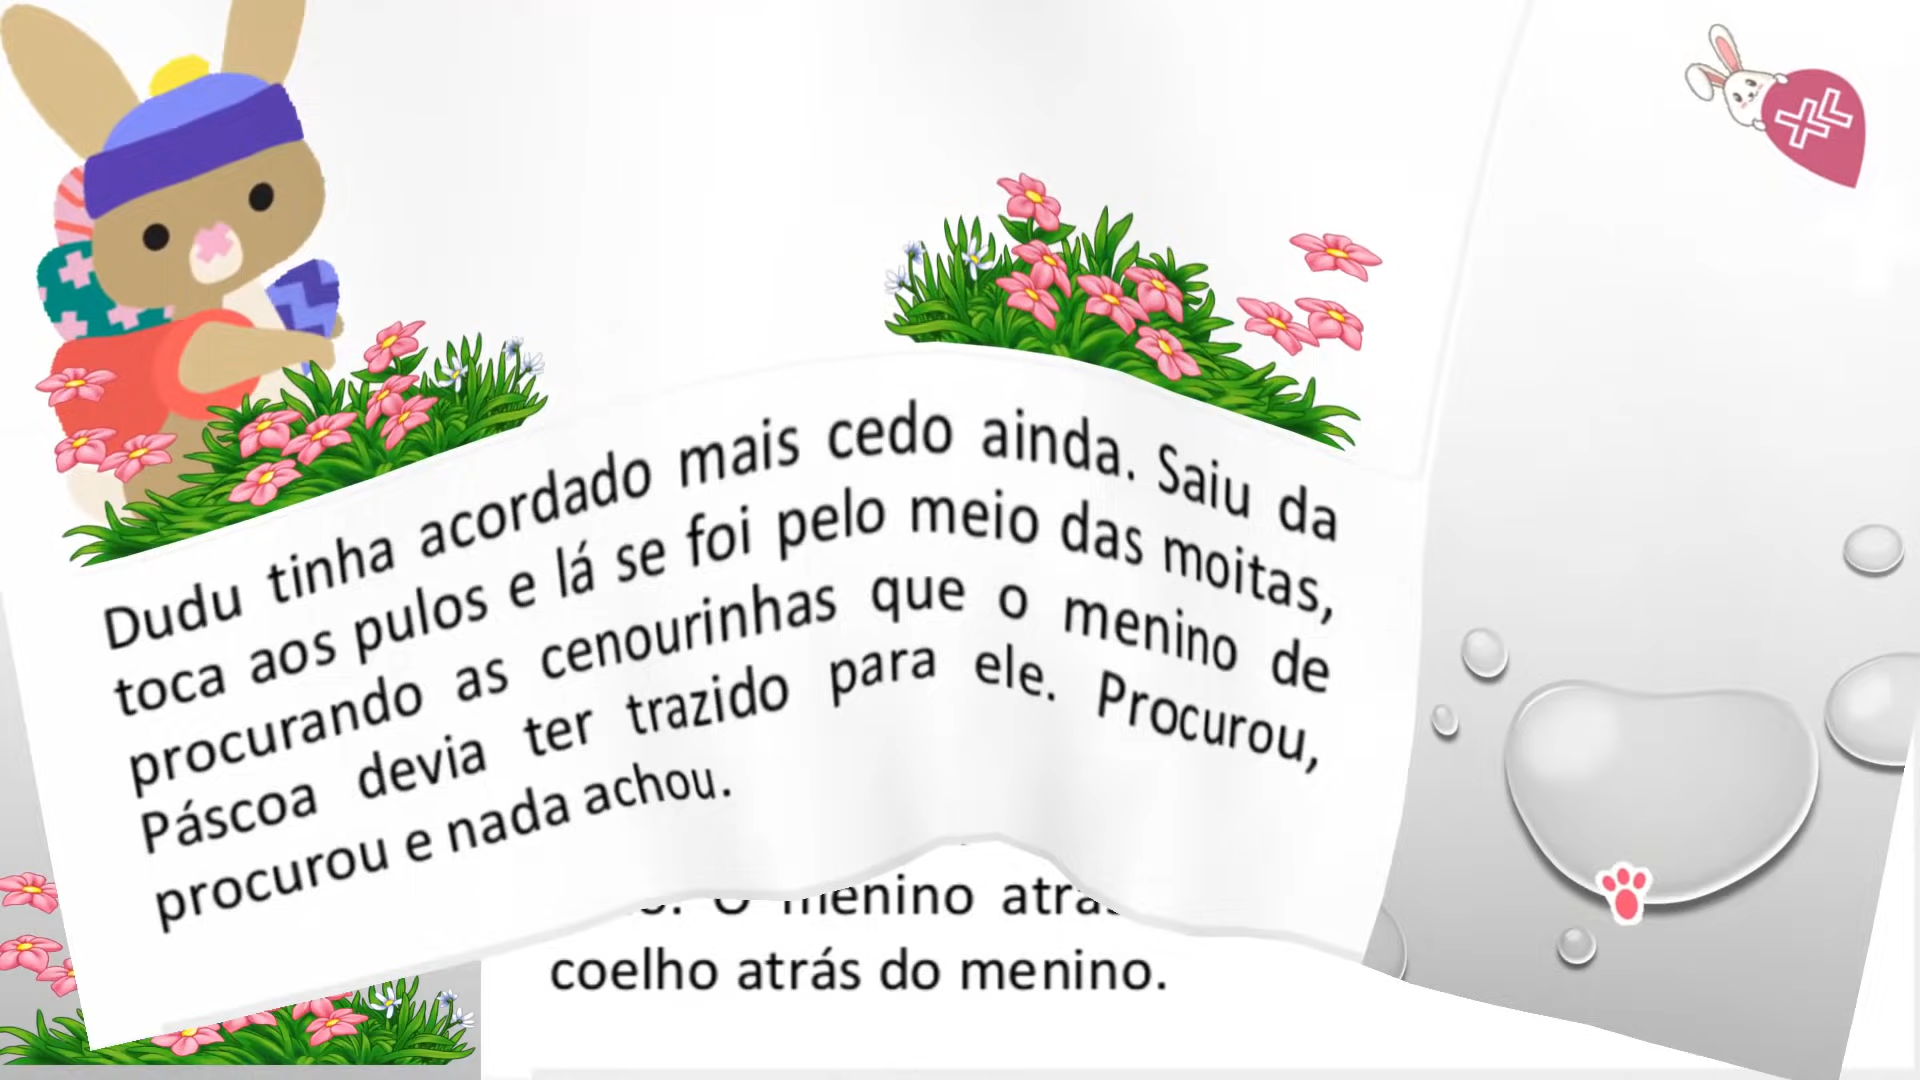 Dudu tinha acordado mais cedo ainda. Saiu da
toca aos pulos e lá se foi pelo meio das moitas,
procurando as cenourinhas que o menino de
Páscoa devia ter trazido para ele. Procurou,
procurou e nada achou.
O menino atrás
coelho atrás do menino.